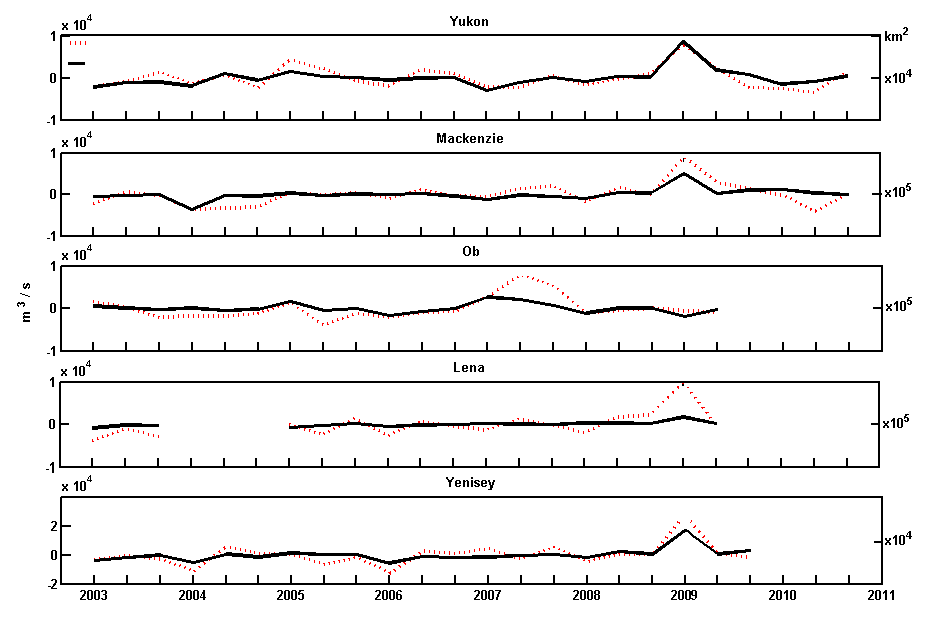 Yukon
x 10^4
1
0
-1
km^2
x10^4
Mackenzie
x 10^4
1
0
-1
x10^5
Ob
x 10^4
1
0
-1
x10^5
m^3 / s
Lena
x 10^4
1
0
-1
x10^5
Yenisey
x 10^4
2
0
-2
x10^4
2003 2004 2005 2006 2007 2008 2009 2010 2011